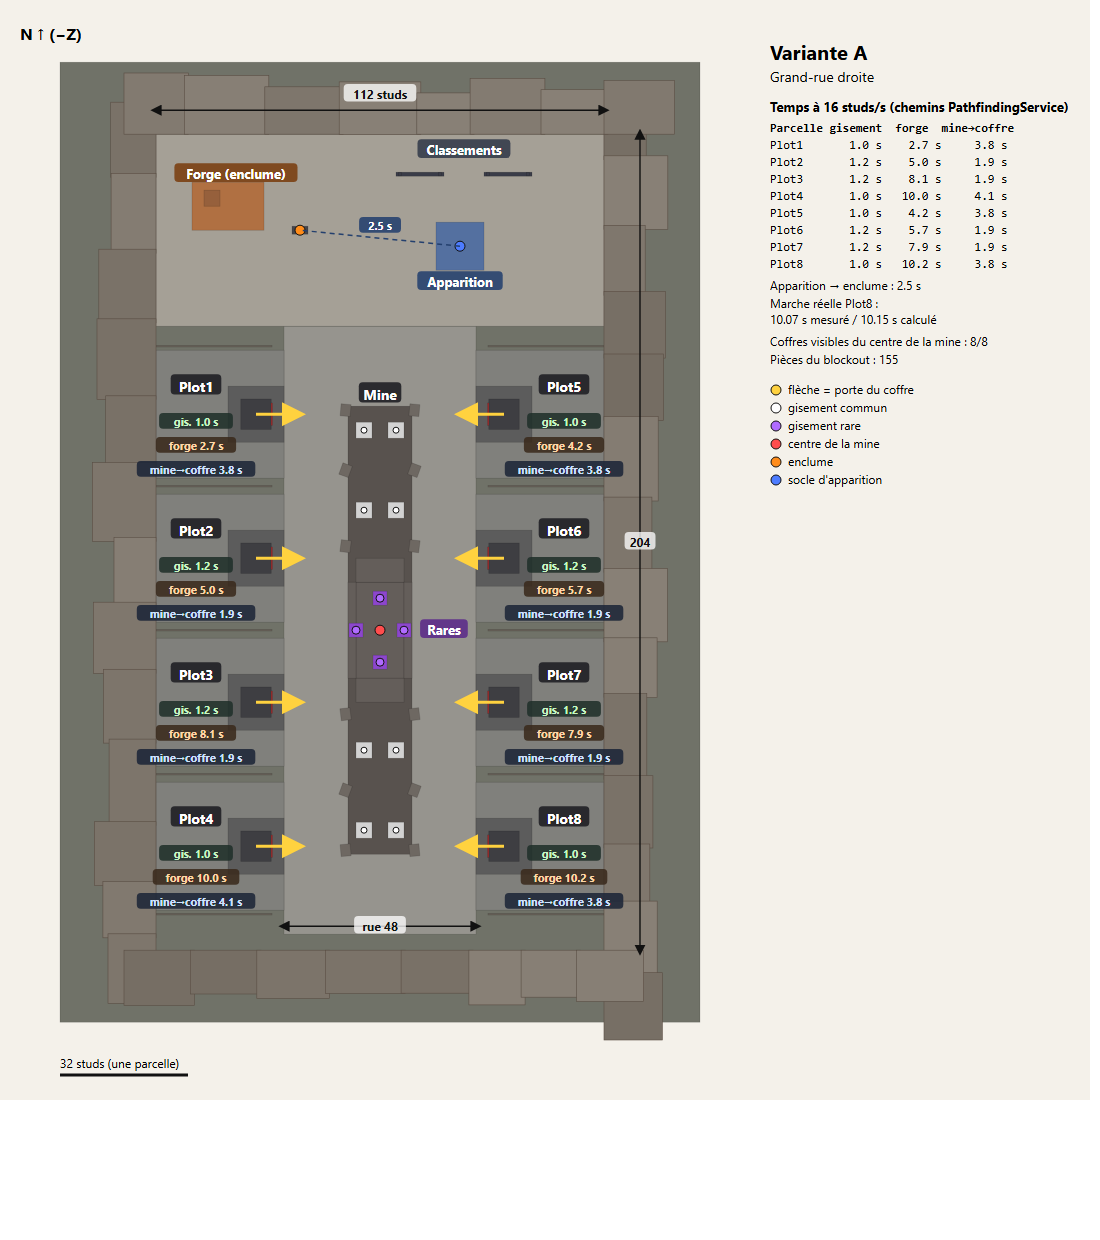 N ↑ (−Z)
112 studs
Classements
Forge (enclume)
2.5 s
Apparition
Plot1
gis. 1.0 s
forge 2.7 s
mine→coffre 3.8 s
Mine
Plot5
gis. 1.0 s
forge 4.2 s
mine→coffre 3.8 s
Plot2
gis. 1.2 s
forge 5.0 s
mine→coffre 1.9 s
Plot6
gis. 1.2 s
forge 5.7 s
mine→coffre 1.9 s
204
Rares
Plot3
gis. 1.2 s
forge 8.1 s
mine→coffre 1.9 s
Plot7
gis. 1.2 s
forge 7.9 s
mine→coffre 1.9 s
Plot4
gis. 1.0 s
forge 10.0 s
mine→coffre 4.1 s
Plot8
gis. 1.0 s
forge 10.2 s
mine→coffre 3.8 s
rue 48
32 studs (une parcelle)
Variante A
Grand-rue droite
Temps à 16 studs/s (chemins PathfindingService)
Parcelle gisement forge mine→coffre
Plot1 1.0 s 2.7 s 3.8 s
Plot2 1.2 s 5.0 s 1.9 s
Plot3 1.2 s 8.1 s 1.9 s
Plot4 1.0 s 10.0 s 4.1 s
Plot5 1.0 s 4.2 s 3.8 s
Plot6 1.2 s 5.7 s 1.9 s
Plot7 1.2 s 7.9 s 1.9 s
Plot8 1.0 s 10.2 s 3.8 s
Apparition → enclume : 2.5 s
Marche réelle Plot8 :
10.07 s mesuré / 10.15 s calculé
Coffres visibles du centre de la mine : 8/8
Pièces du blockout : 155
flèche = porte du coffre
gisement commun
gisement rare
centre de la mine
enclume
socle d'apparition